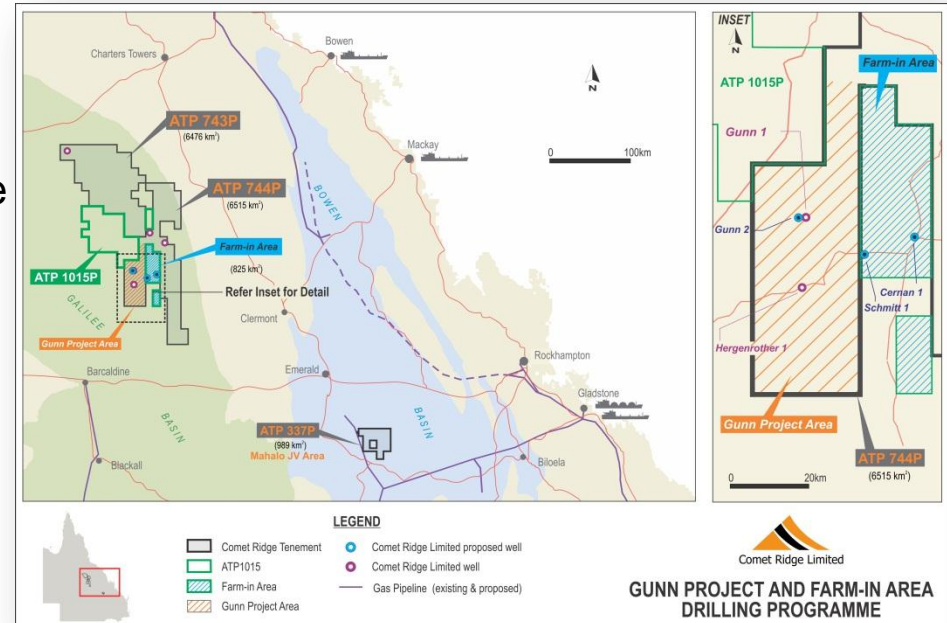 e
Charters Towers
Bowen
N
ATP 743P
(6476 km²)
Mackay
0 100km
ATP 744P
(6515 km²)
BOWEN
Farm-in Area
(825 km²)
ATP 1015P
Refer Inset for Detail
GALILEE
Clermont
Gunn Project Area
Rockhampton
Barcaldine
Emerald
Gladstone
BASIN
BASIN
ATP 337P
(989 km²)
Mahalo JV Area
Blackall
Biloela
INSET
N
Farm-in Area
ATP 1015P
Gunn 1
Gunn 2
Cernan 1
Schmitt 1
Hergenrother 1
Gunn Project Area
ATP 744P
(6515 km²)
0 20km
LEGEND
Comet Ridge Tenement
ATP1015
Farm-in Area
Gunn Project Area
Comet Ridge Limited proposed well
Comet Ridge Limited well
Gas Pipeline (existing & proposed)
Comet Ridge Limited
GUNN PROJECT AND FARM-IN AREA
DRILLING PROGRAMME